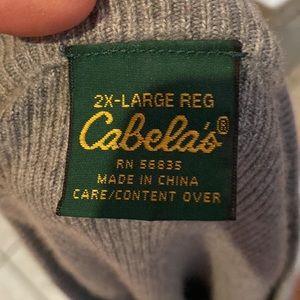 2X-LARGE REG
Cabela's®
RN 56835
MADE IN CHINA
CARE/CONTENT OVER